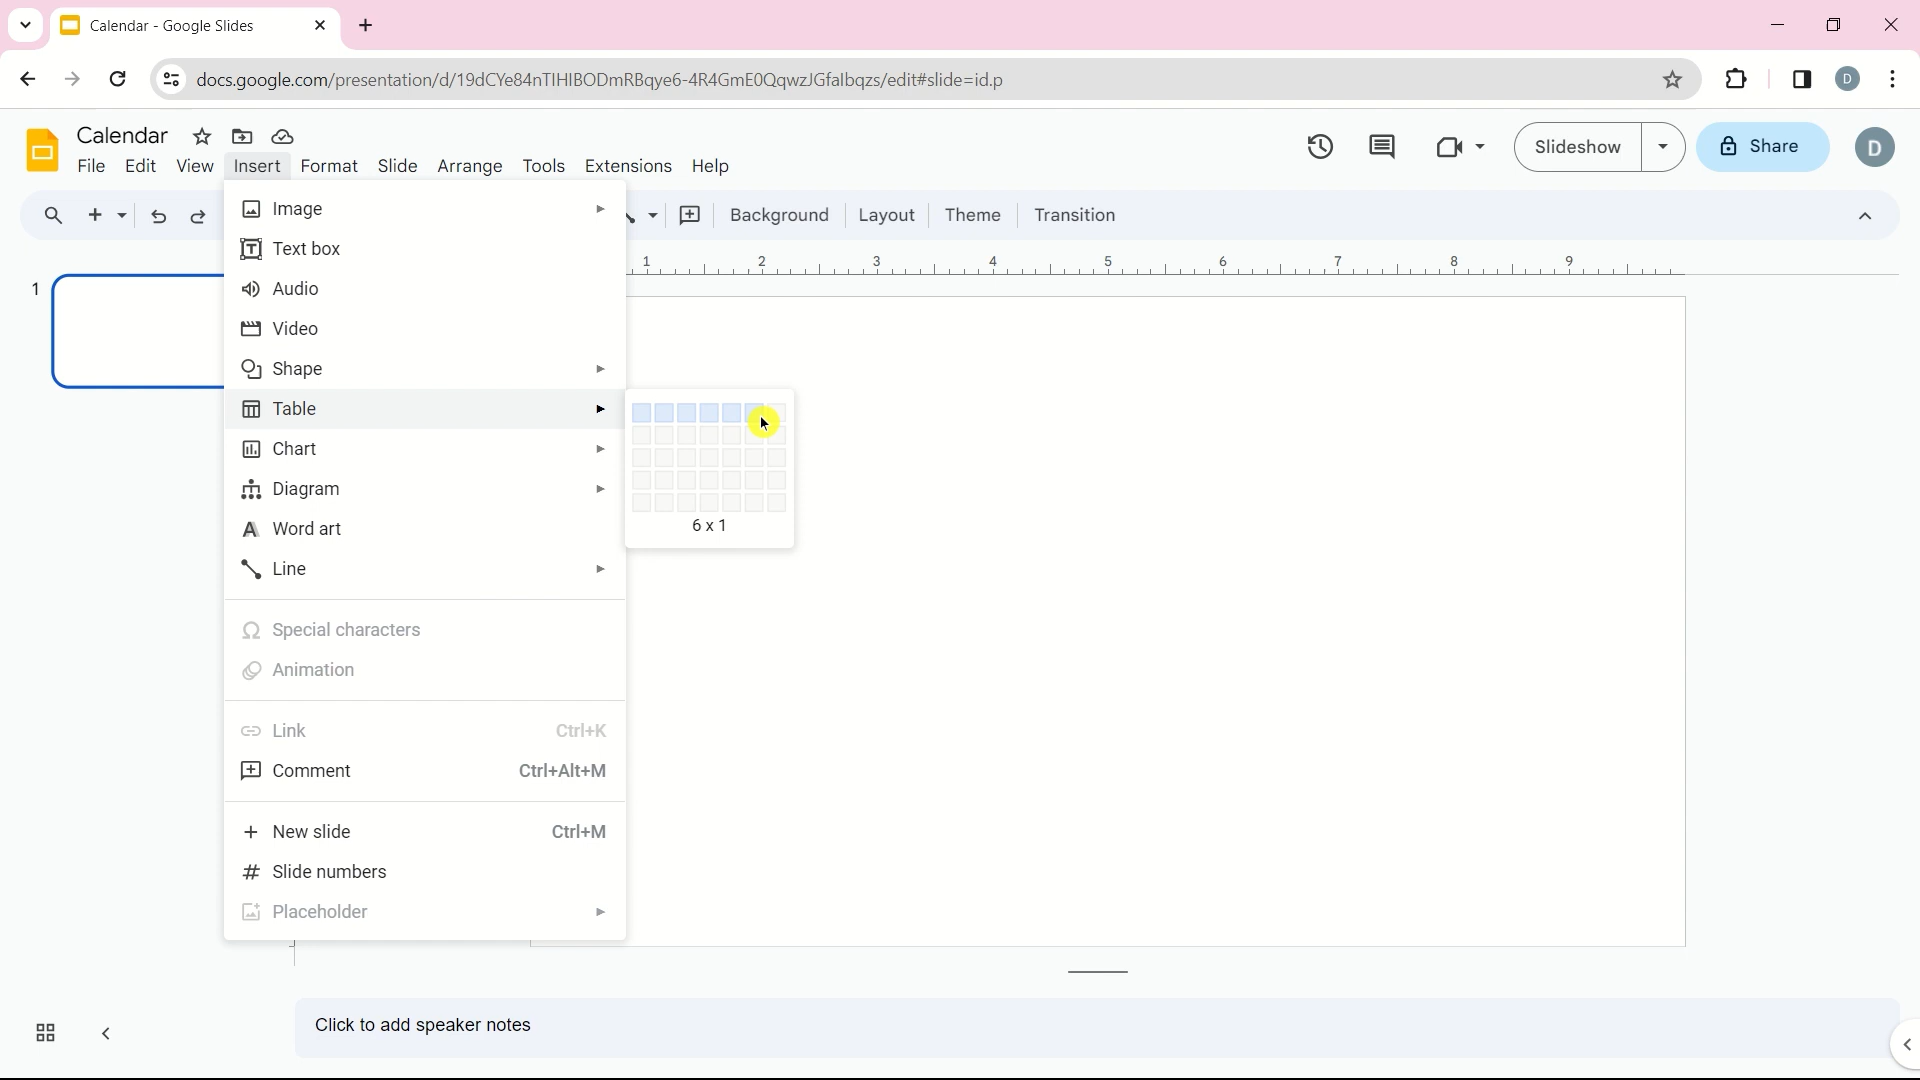 Calendar - Google Slides
docs.google.com/presentation/d/19dCYe84nTIHIBODmRBqye6-4R4GmE0QqwzJGfalbqzs/edit#slide=id.p
D
Calendar
File Edit View Insert Format Slide Arrange Tools Extensions Help
Slideshow
Share
D
Background Layout Theme Transition
1 2 3 4 5 6 7 8 9
1
Image
Text box
Audio
Video
Shape
Table
Chart
Diagram
Word art
Line
6 x 1
Special characters
Animation
Link Ctrl+K
Comment Ctrl+Alt+M
New slide Ctrl+M
# Slide numbers
Placeholder
Click to add speaker notes